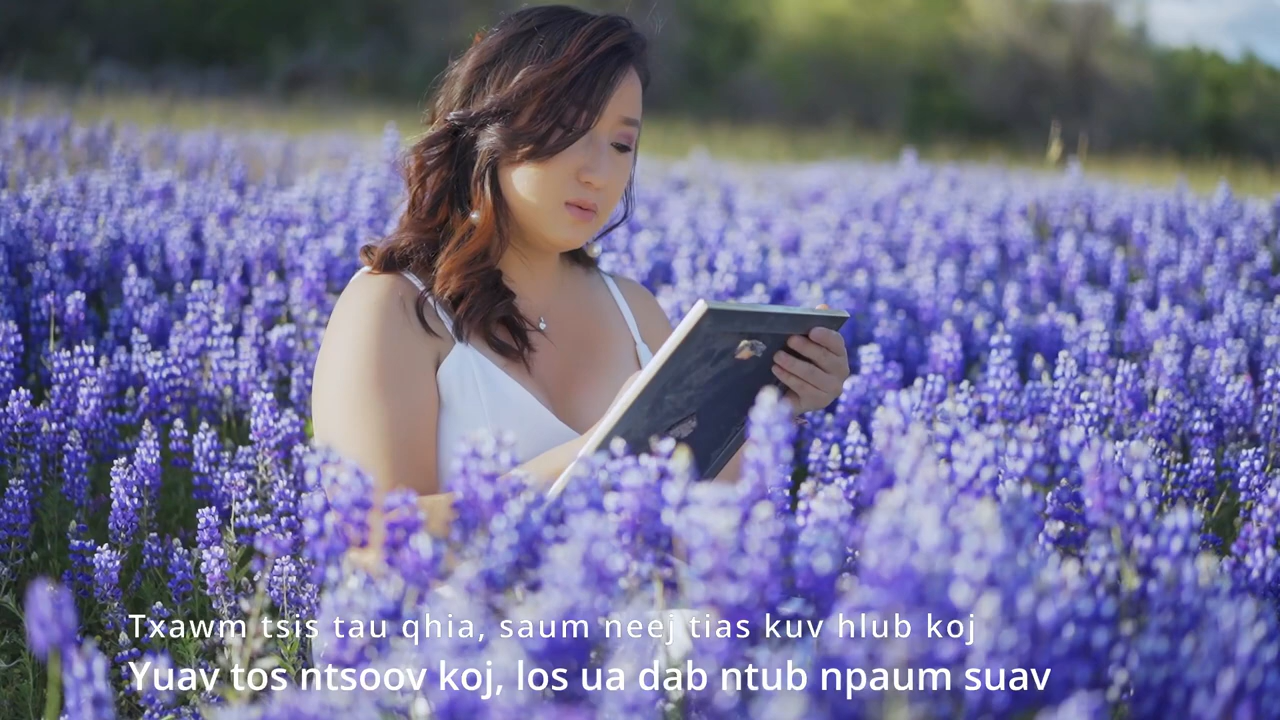 Txawm tsis tau qhia, saum neej tias kuv hlub koj
Yuav tos ntsoov koj, los ua dab ntub npaum suav